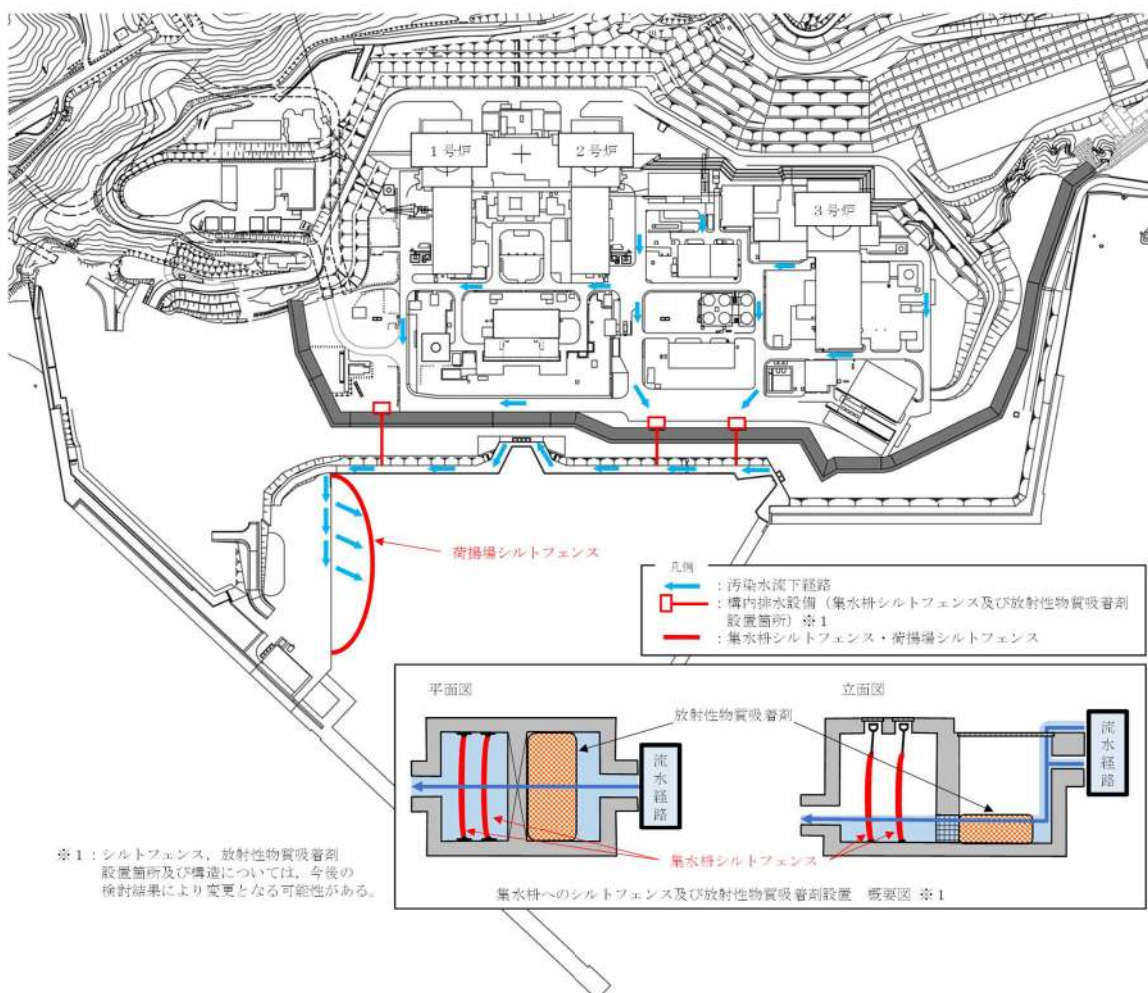 1号炉
2号炉
3号炉
荷揚場シルトフェンス
凡例
：汚染水流下経路
：構内排水設備（集水枡シルトフェンス及び放射性物質吸着剤
設置箇所）※１
：集水枡シルトフェンス・荷揚場シルトフェンス
平面図
立面図
放射性物質吸着剤
流水経路
流水経路
集水枡シルトフェンス
集水枡へのシルトフェンス及び放射性物質吸着剤設置　概要図 ※１
※１：シルトフェンス，放射性物質吸着剤
設置箇所及び構造については，今後の
検討結果により変更となる可能性がある。